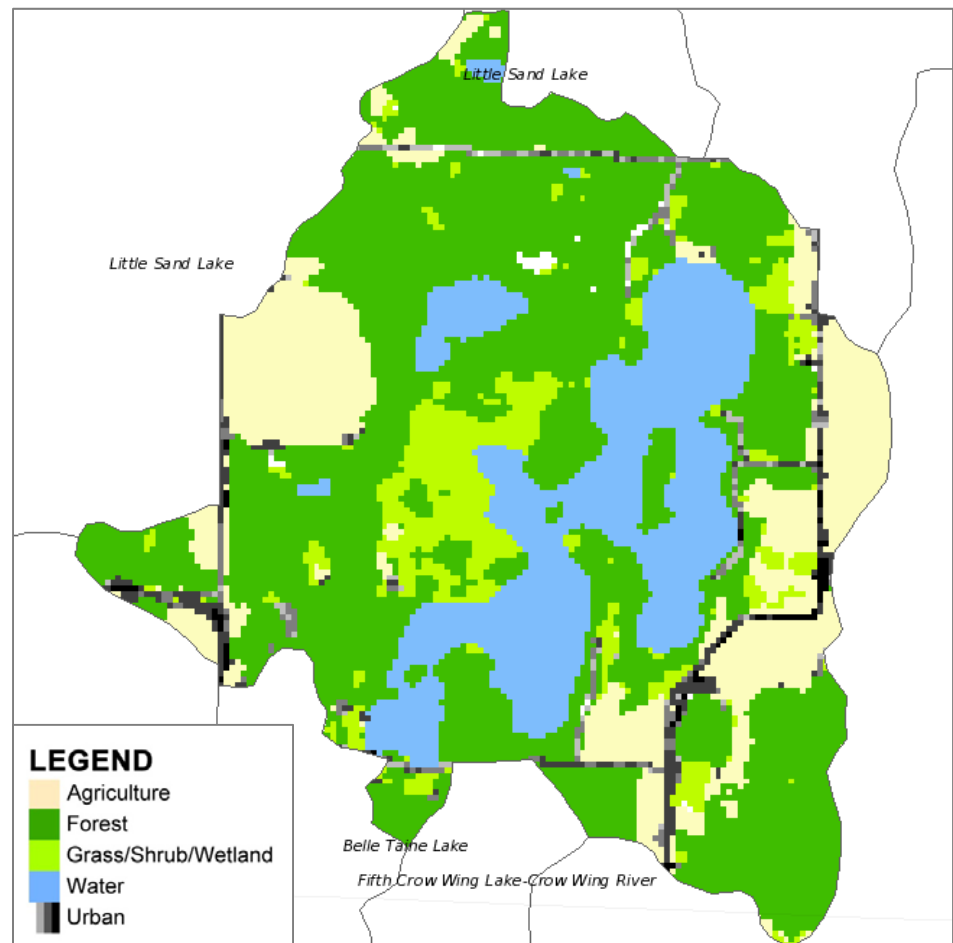 Little Sand Lake
Little Sand Lake
LEGEND
Agriculture
Forest
Grass/Shrub/Wetland
Water
Urban
Belle Taine Lake
Fifth Crow Wing Lake-Crow Wing River